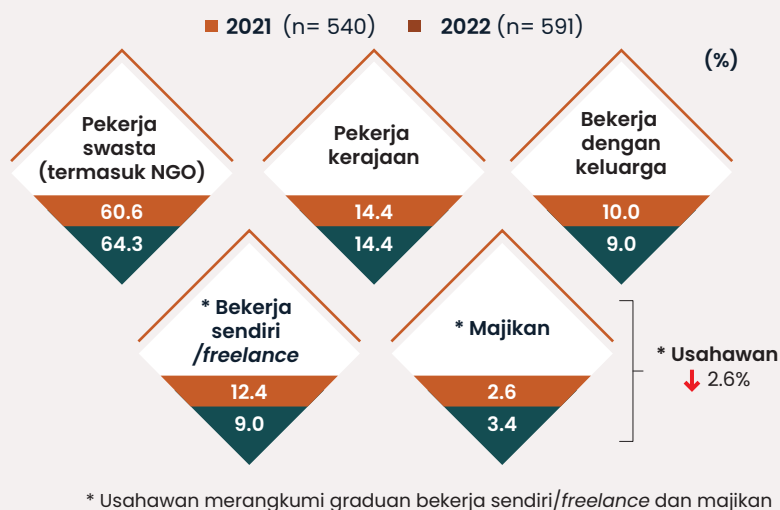 2021 (n= 540) 2022 (n= 591)
(%)
Pekerja
swasta
(termasuk NGO)
60.6
64.3
Pekerja
kerajaan
14.4
14.4
Bekerja
dengan
keluarga
10.0
9.0
* Bekerja
sendiri
/freelance
12.4
9.0
* Majikan
2.6
3.4
* Usahawan
↓ 2.6%
* Usahawan merangkumi graduan bekerja sendiri/freelance dan majikan